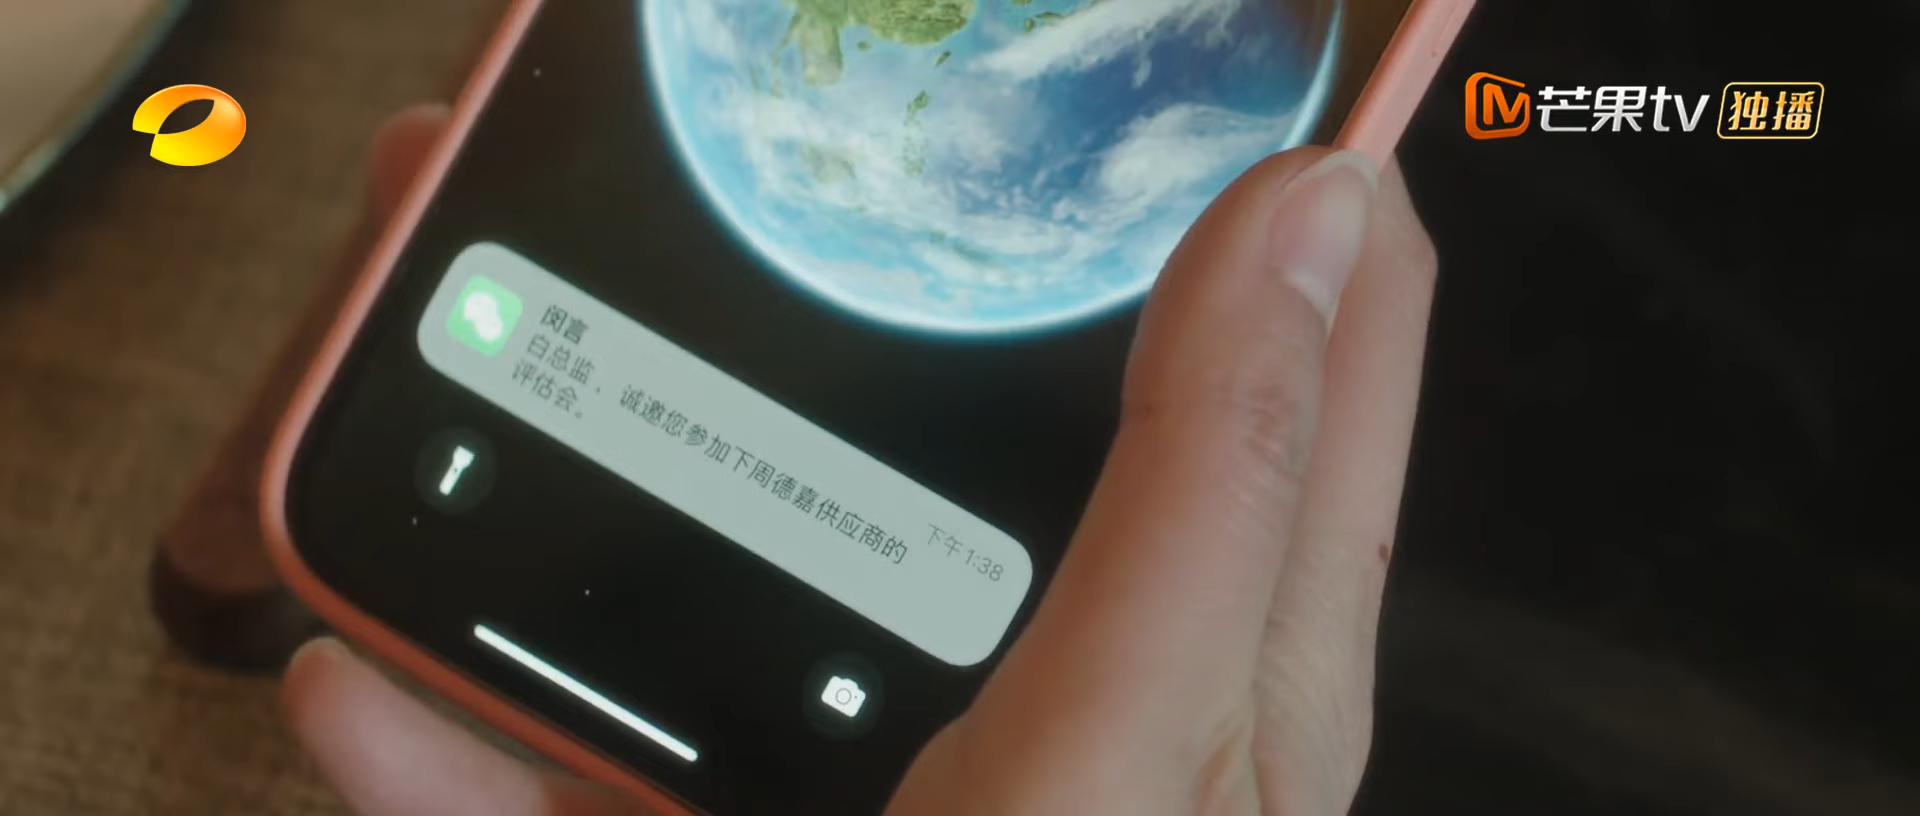 芒果tv 独播
闵言
白总监，诚邀您参加下周德嘉供应商的
评估会。
下午 1:38